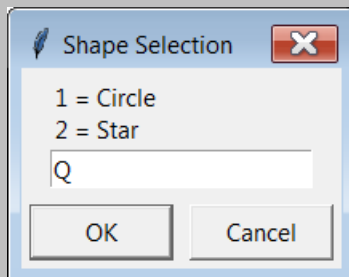 Shape Selection
1 = Circle
2 = Star
Q
OK
Cancel